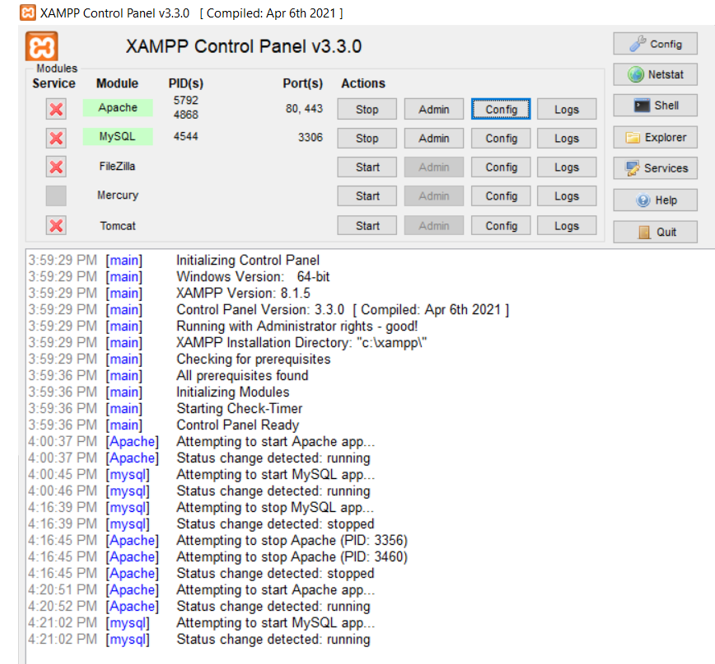 XAMPP Control Panel v3.3.0 [ Compiled: Apr 6th 2021 ]
XAMPP Control Panel v3.3.0
Config
Modules
Service Module PID(s) Port(s) Actions
Netstat
Apache 5792 4868 80, 443 Stop Admin Config Logs
Shell
MySQL 4544 3306 Stop Admin Config Logs
Explorer
FileZilla Start Admin Config Logs
Services
Mercury Start Admin Config Logs
Help
Tomcat Start Admin Config Logs
Quit
3:59:29 PM [main] Initializing Control Panel
3:59:29 PM [main] Windows Version: 64-bit
3:59:29 PM [main] XAMPP Version: 8.1.5
3:59:29 PM [main] Control Panel Version: 3.3.0 [ Compiled: Apr 6th 2021 ]
3:59:29 PM [main] Running with Administrator rights - good!
3:59:29 PM [main] XAMPP Installation Directory: "c:\xampp\"
3:59:29 PM [main] Checking for prerequisites
3:59:36 PM [main] All prerequisites found
3:59:36 PM [main] Initializing Modules
3:59:36 PM [main] Starting Check-Timer
3:59:36 PM [main] Control Panel Ready
4:00:37 PM [Apache] Attempting to start Apache app...
4:00:37 PM [Apache] Status change detected: running
4:00:45 PM [mysql] Attempting to start MySQL app...
4:00:46 PM [mysql] Status change detected: running
4:16:39 PM [mysql] Attempting to stop MySQL app...
4:16:39 PM [mysql] Status change detected: stopped
4:16:45 PM [Apache] Attempting to stop Apache (PID: 3356)
4:16:45 PM [Apache] Attempting to stop Apache (PID: 3460)
4:16:45 PM [Apache] Status change detected: stopped
4:20:51 PM [Apache] Attempting to start Apache app...
4:20:52 PM [Apache] Status change detected: running
4:21:02 PM [mysql] Attempting to start MySQL app...
4:21:02 PM [mysql] Status change detected: running